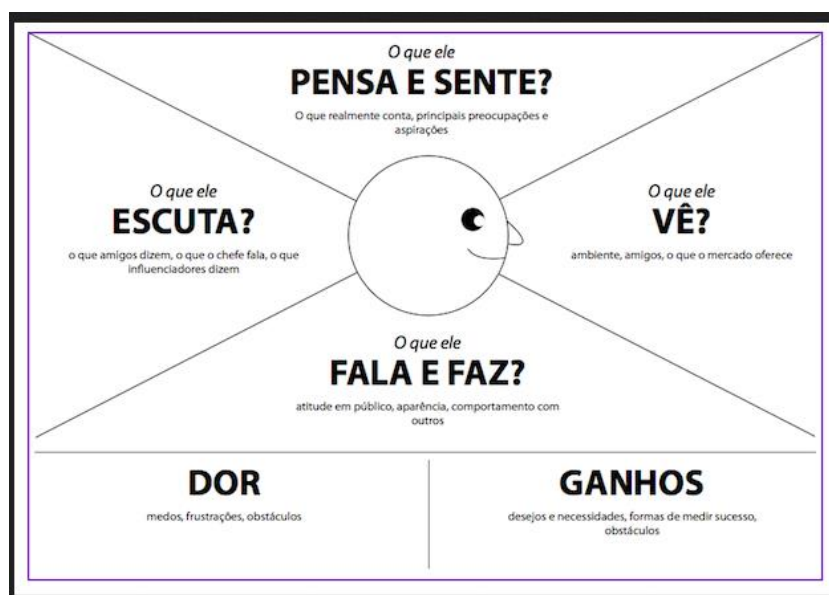 O que ele
PENSA E SENTE?
O que realmente conta, principais preocupações e
aspirações
O que ele
ESCUTA?
o que amigos dizem, o que o chefe fala, o que
influenciadores dizem
O que ele
VÊ?
ambiente, amigos, o que o mercado oferece
O que ele
FALA E FAZ?
atitude em público, aparência, comportamento com
outros
DOR
medos, frustrações, obstáculos
GANHOS
desejos e necessidades, formas de medir sucesso,
obstáculos